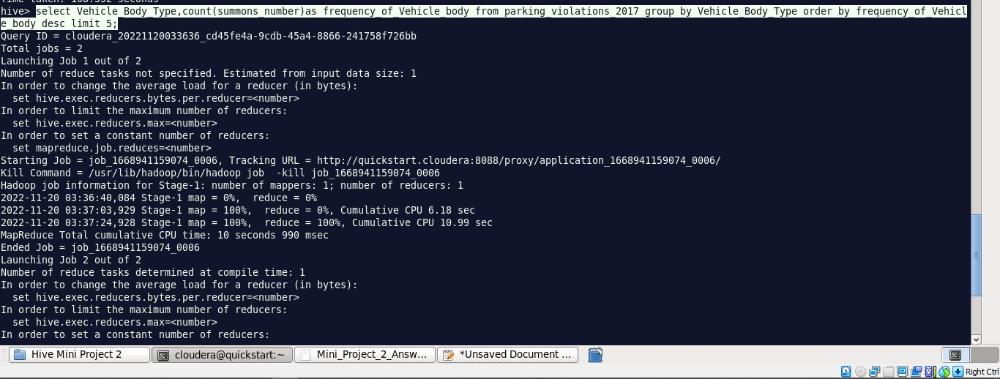 Time taken: 108.552 seconds
hive> select Vehicle_Body_Type,count(summons_number)as frequency_of_Vehicle_body from parking_violations_2017 group by Vehicle_Body_Type order by frequency_of_Vehicl
e_body desc limit 5;
Query ID = cloudera_20221120033636_cd45fe4a-9cdb-45a4-8866-241758f726bb
Total jobs = 2
Launching Job 1 out of 2
Number of reduce tasks not specified. Estimated from input data size: 1
In order to change the average load for a reducer (in bytes):
  set hive.exec.reducers.bytes.per.reducer=<number>
In order to limit the maximum number of reducers:
  set hive.exec.reducers.max=<number>
In order to set a constant number of reducers:
  set mapreduce.job.reduces=<number>
Starting Job = job_1668941159074_0006, Tracking URL = http://quickstart.cloudera:8088/proxy/application_1668941159074_0006/
Kill Command = /usr/lib/hadoop/bin/hadoop job  -kill job_1668941159074_0006
Hadoop job information for Stage-1: number of mappers: 1; number of reducers: 1
2022-11-20 03:36:40,084 Stage-1 map = 0%,  reduce = 0%
2022-11-20 03:37:03,929 Stage-1 map = 100%,  reduce = 0%, Cumulative CPU 6.18 sec
2022-11-20 03:37:24,928 Stage-1 map = 100%,  reduce = 100%, Cumulative CPU 10.99 sec
MapReduce Total cumulative CPU time: 10 seconds 990 msec
Ended Job = job_1668941159074_0006
Launching Job 2 out of 2
Number of reduce tasks determined at compile time: 1
In order to change the average load for a reducer (in bytes):
  set hive.exec.reducers.bytes.per.reducer=<number>
In order to limit the maximum number of reducers:
  set hive.exec.reducers.max=<number>
In order to set a constant number of reducers:
Hive Mini Project 2
cloudera@quickstart:~
Mini_Project_2_Answ...
*Unsaved Document ...
Right Ctrl